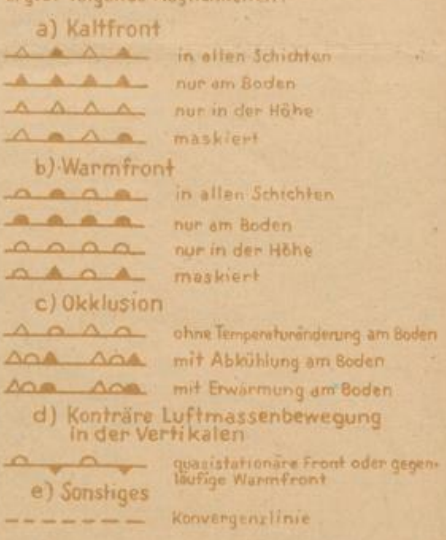 a) Kaltfront
in allen Schichten
nur am Boden
nur in der Höhe
maskiert
b) Warmfront
in allen Schichten
nur am Boden
nur in der Höhe
maskiert
c) Okklusion
ohne Temperaturänderung am Boden
mit Abkühlung am Boden
mit Erwärmung am Boden
d) Konträre Luftmassenbewegung
in der Vertikalen
quasistationäre Front oder gegen-
läufige Warmfront
e) Sonstiges
Konvergenzlinie